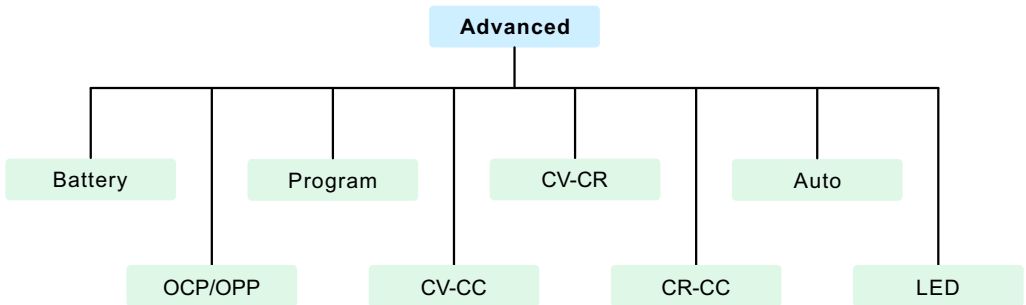 Advanced
Battery
Program
CV-CR
Auto
OCP/OPP
CV-CC
CR-CC
LED